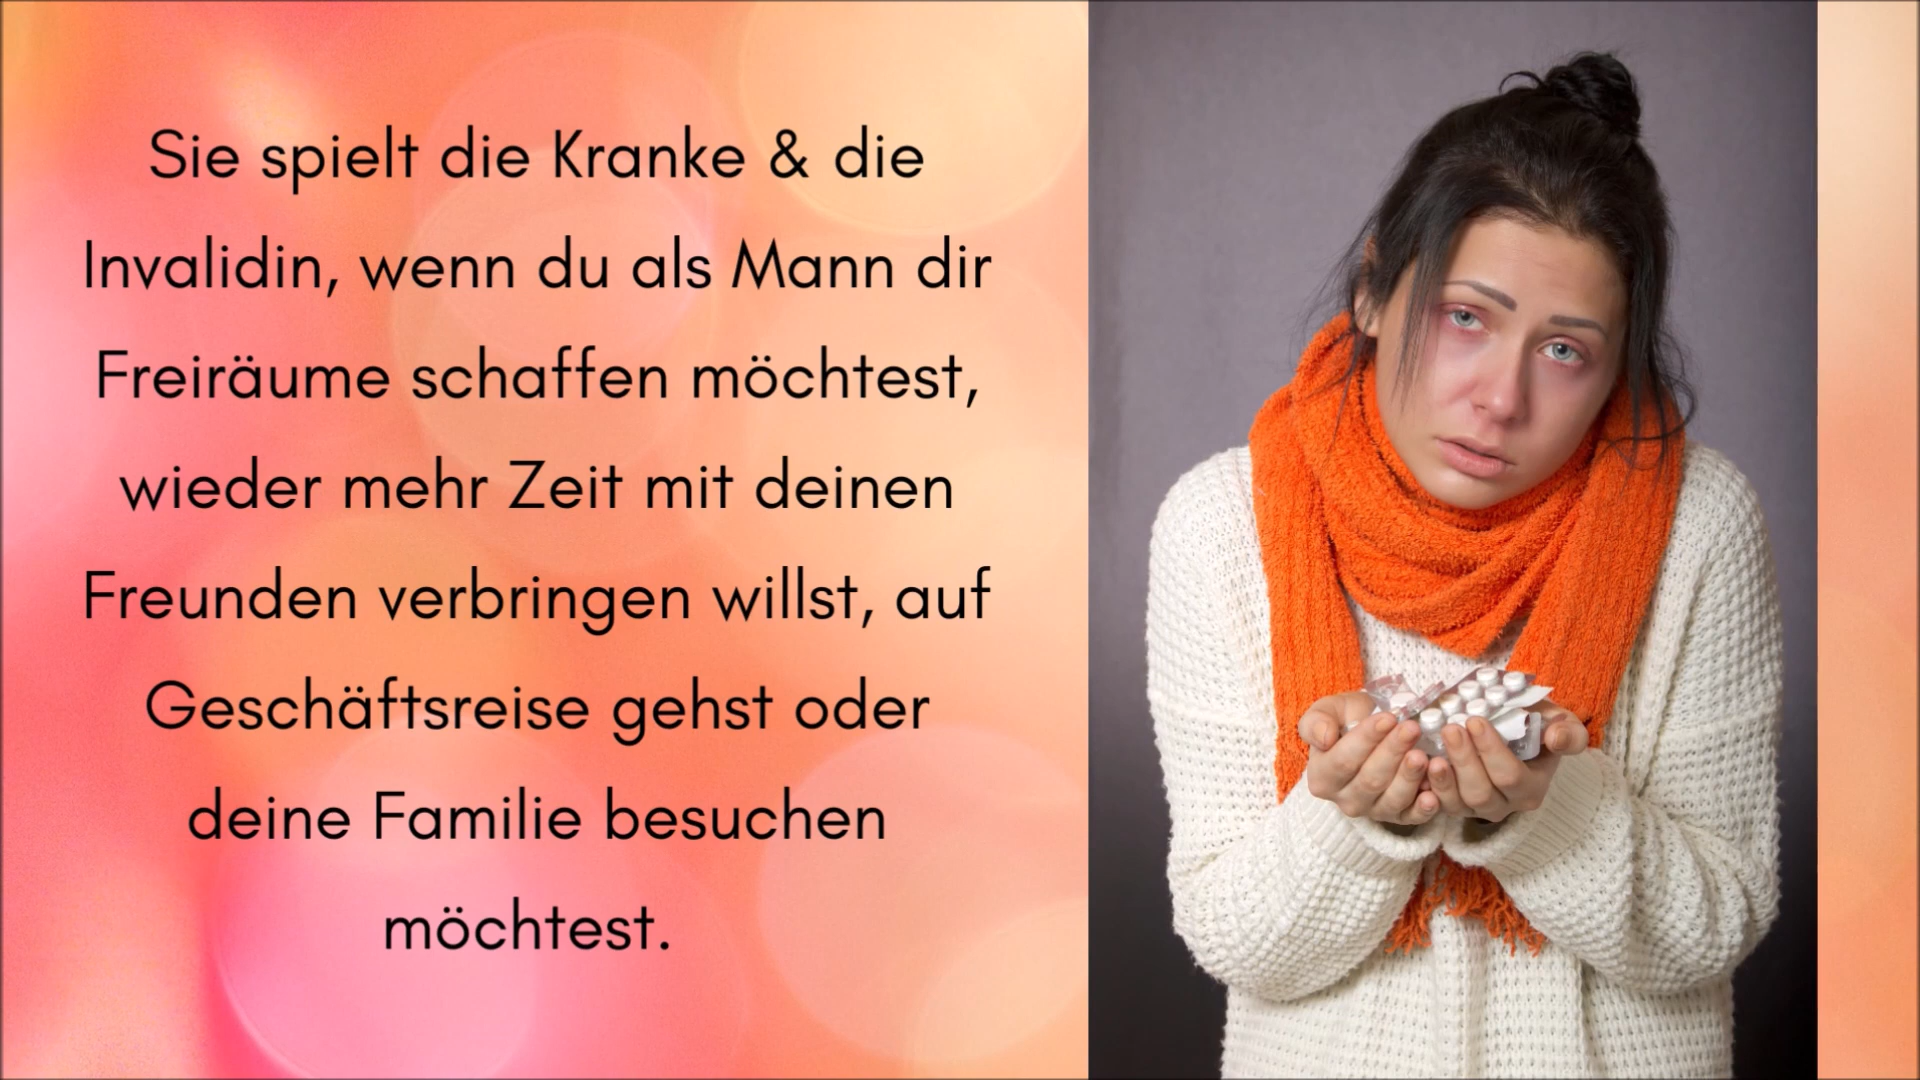 Sie spielt die Kranke & die
Invalidin, wenn du als Mann dir
Freiräume schaffen möchtest,
wieder mehr Zeit mit deinen
Freunden verbringen willst, auf
Geschäftsreise gehst oder
deine Familie besuchen
möchtest.